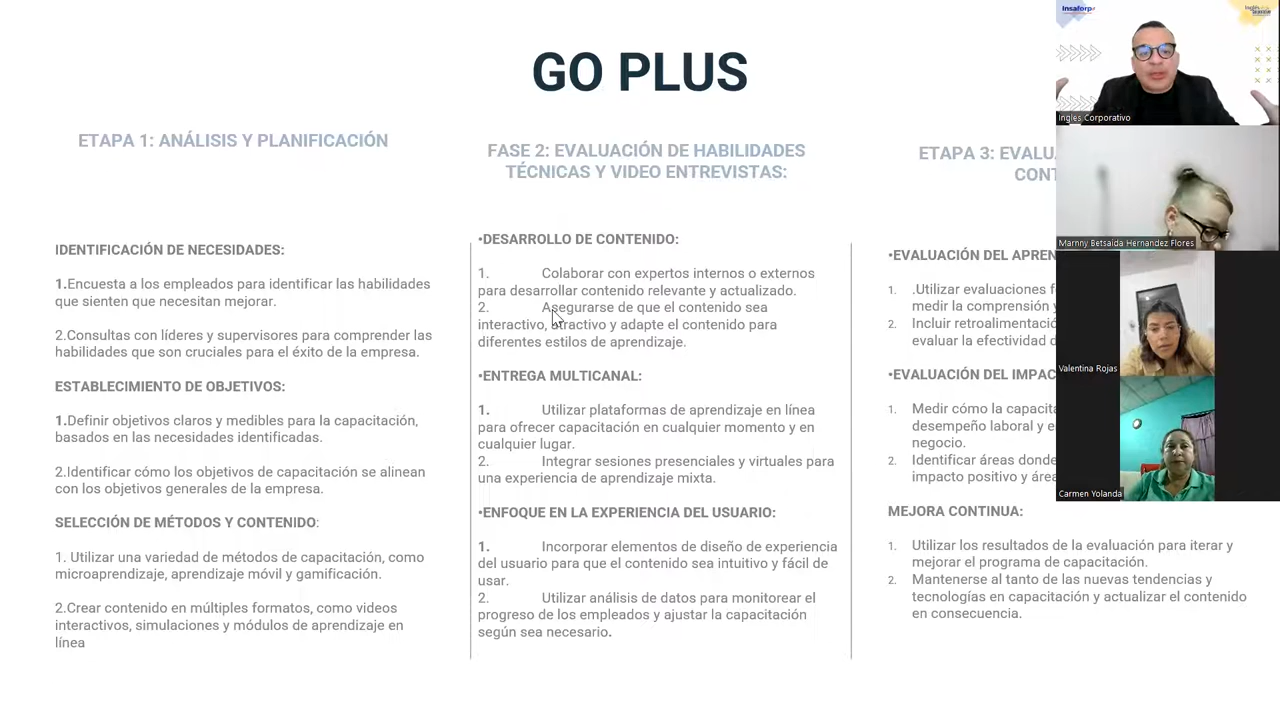 GO PLUS
ETAPA 1: ANÁLISIS Y PLANIFICACIÓN
IDENTIFICACIÓN DE NECESIDADES:
1.Encuesta a los empleados para identificar las habilidades
que sienten que necesitan mejorar.
2.Consultas con líderes y supervisores para comprender las
habilidades que son cruciales para el éxito de la empresa.
ESTABLECIMIENTO DE OBJETIVOS:
1.Definir objetivos claros y medibles para la capacitación,
basados en las necesidades identificadas.
2.Identificar cómo los objetivos de capacitación se alinean
con los objetivos generales de la empresa.
SELECCIÓN DE MÉTODOS Y CONTENIDO:
1. Utilizar una variedad de métodos de capacitación, como
microaprendizaje, aprendizaje móvil y gamificación.
2.Crear contenido en múltiples formatos, como videos
interactivos, simulaciones y módulos de aprendizaje en
línea
FASE 2: EVALUACIÓN DE HABILIDADES
TÉCNICAS Y VIDEO ENTREVISTAS:
•DESARROLLO DE CONTENIDO:
1. Colaborar con expertos internos o externos
para desarrollar contenido relevante y actualizado.
2. Asegurarse de que el contenido sea
interactivo, atractivo y adapte el contenido para
diferentes estilos de aprendizaje.
•ENTREGA MULTICANAL:
1. Utilizar plataformas de aprendizaje en línea
para ofrecer capacitación en cualquier momento y en
cualquier lugar.
2. Integrar sesiones presenciales y virtuales para
una experiencia de aprendizaje mixta.
•ENFOQUE EN LA EXPERIENCIA DEL USUARIO:
1. Incorporar elementos de diseño de experiencia
del usuario para que el contenido sea intuitivo y fácil de
usar.
2. Utilizar análisis de datos para monitorear el
progreso de los empleados y ajustar la capacitación
según sea necesario.
ETAPA 3: EVALU
CONT
•EVALUACIÓN DEL APREN
1. .Utilizar evaluaciones f
medir la comprensión y
2. Incluir retroalimentació
evaluar la efectividad d
•EVALUACIÓN DEL IMPAC
1. Medir cómo la capacita
desempeño laboral y e
negocio.
2. Identificar áreas donde
impacto positivo y área
MEJORA CONTINUA:
1. Utilizar los resultados de la evaluación para iterar y
mejorar el programa de capacitación.
2. Mantenerse al tanto de las nuevas tendencias y
tecnologías en capacitación y actualizar el contenido
en consecuencia.
Insaforp
Ingles Corporativo
Marnny Betsaida Hernandez Flores
Valentina Rojas
Carmen Yolanda